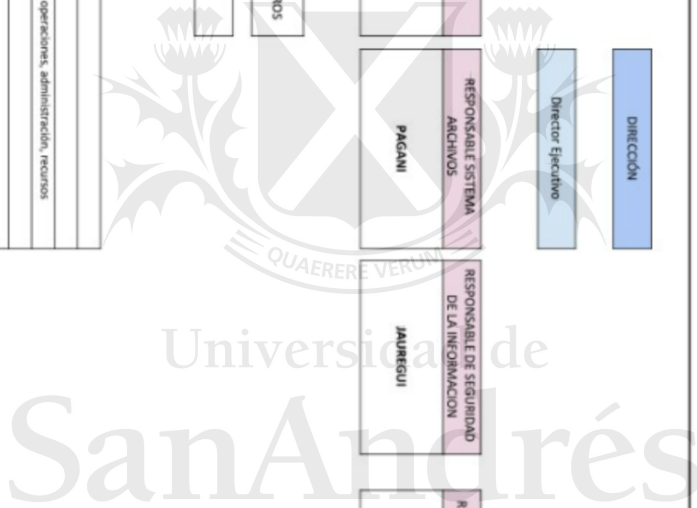 DIRECCIÓN
Director Ejecutivo
RESPONSABLE SISTEMA
ARCHIVOS
PAGANI
RESPONSABLE DE SEGURIDAD
DE LA INFORMACION
JAUREGUI
R
ROS
operaciones, administración, recursos
QUAERERE VERUM
Universidad de
SanAndrés